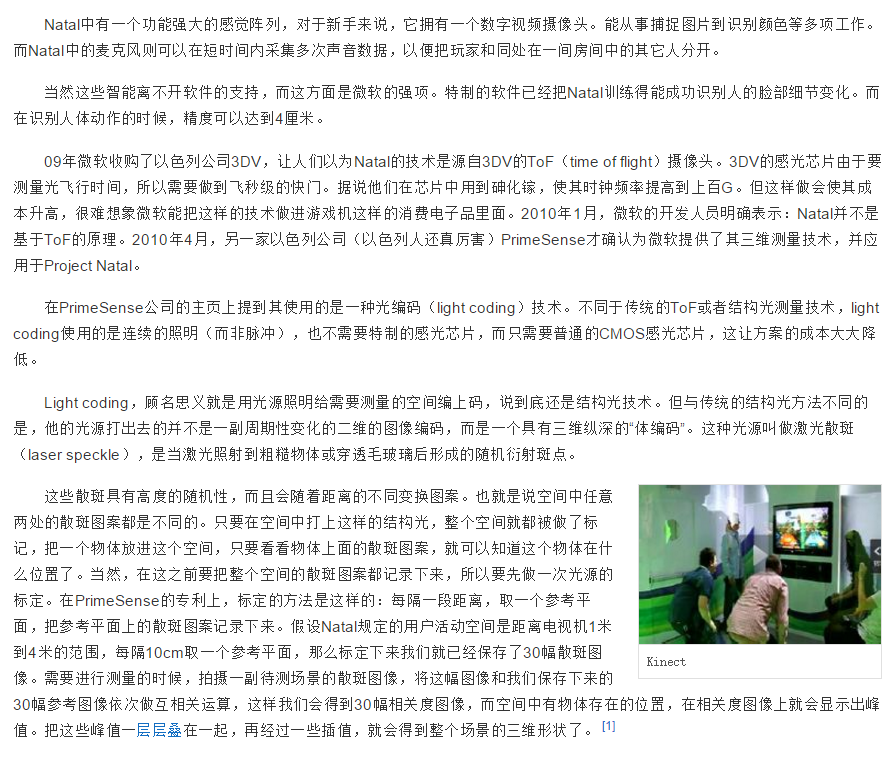 Natal中有一个功能强大的感觉阵列，对于新手来说，它拥有一个数字视频摄像头。能从事捕捉图片到识别颜色等多项工作。
而Natal中的麦克风则可以在短时间内采集多次声音数据，以便把玩家和同处在一间房间中的其它人分开。
当然这些智能离不开软件的支持，而这方面是微软的强项。特制的软件已经把Natal训练得能成功识别人的脸部细节变化。而
在识别人体动作的时候，精度可以达到4厘米。
09年微软收购了以色列公司3DV，让人们以为Natal的技术是源自3DV的ToF（time of flight）摄像头。3DV的感光芯片由于要
测量光飞行时间，所以需要做到飞秒级的快门。据说他们在芯片中用到砷化镓，使其时钟频率提高到上百G。但这样做会使其成
本升高，很难想象微软能把这样的技术做进游戏机这样的消费电子品里面。2010年1月，微软的开发人员明确表示：Natal并不是
基于ToF的原理。2010年4月，另一家以色列公司（以色列人还真厉害）PrimeSense才确认为微软提供了其三维测量技术，并应
用于Project Natal。
在PrimeSense公司的主页上提到其使用的是一种光编码（light coding）技术。不同于传统的ToF或者结构光测量技术，light
coding使用的是连续的照明（而非脉冲），也不需要特制的感光芯片，而只需要普通的CMOS感光芯片，这让方案的成本大大降
低。
Light coding，顾名思义就是用光源照明给需要测量的空间编上码，说到底还是结构光技术。但与传统的结构光方法不同的
是，他的光源打出去的并不是一副周期性变化的二维的图像编码，而是一个具有三维纵深的“体编码”。这种光源叫做激光散斑
（laser speckle），是当激光照射到粗糙物体或穿透毛玻璃后形成的随机衍射斑点。
这些散斑具有高度的随机性，而且会随着距离的不同变换图案。也就是说空间中任意
两处的散斑图案都是不同的。只要在空间中打上这样的结构光，整个空间就都被做了标
记，把一个物体放进这个空间，只要看看物体上面的散斑图案，就可以知道这个物体在什
么位置了。当然，在这之前要把整个空间的散斑图案都记录下来，所以要先做一次光源的
标定。在PrimeSense的专利上，标定的方法是这样的：每隔一段距离，取一个参考平
面，把参考平面上的散斑图案记录下来。假设Natal规定的用户活动空间是距离电视机1米
到4米的范围，每隔10cm取一个参考平面，那么标定下来我们就已经保存了30幅散斑图
像。需要进行测量的时候，拍摄一副待测场景的散斑图像，将这幅图像和我们保存下来的
30幅参考图像依次做互相关运算，这样我们会得到30幅相关度图像，而空间中有物体存在的位置，在相关度图像上就会显示出峰
值。把这些峰值一层层叠在一起，再经过一些插值，就会得到整个场景的三维形状了。[1]
Kinect